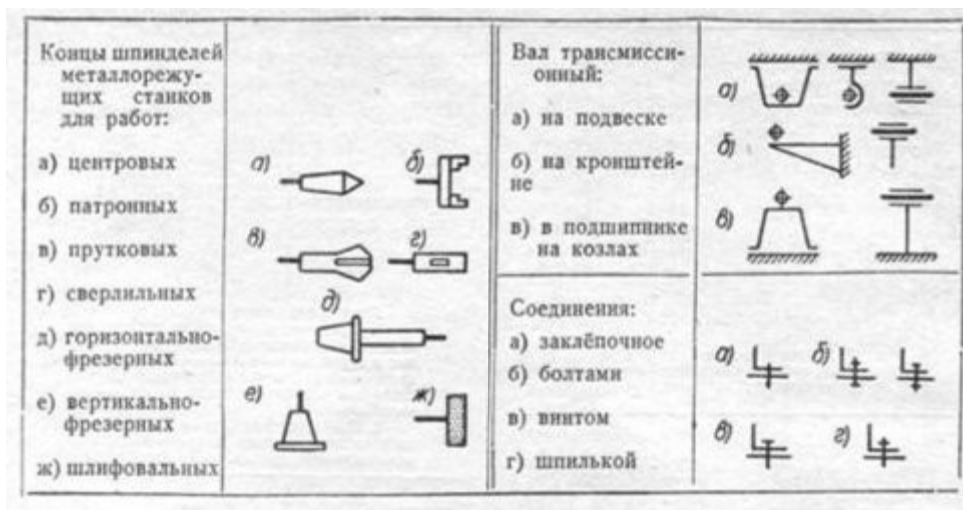 Концы шпинделей
металлорежу-
щих станков
для работ:
а) центровых
б) патронных
в) прутковых
г) сверлильных
д) горизонтально-
фрезерных
е) вертикально-
фрезерных
ж) шлифовальных
а)
б)
в)
г)
д)
е)
ж)
Вал трансмисси-
онный:
а) на подвеске
б) на кронштей-
не
в) в подшипнике
на козлах
а)
б)
в)
Соединения:
а) заклёпочное
б) болтами
в) винтом
г) шпилькой
а)
б)
в)
г)